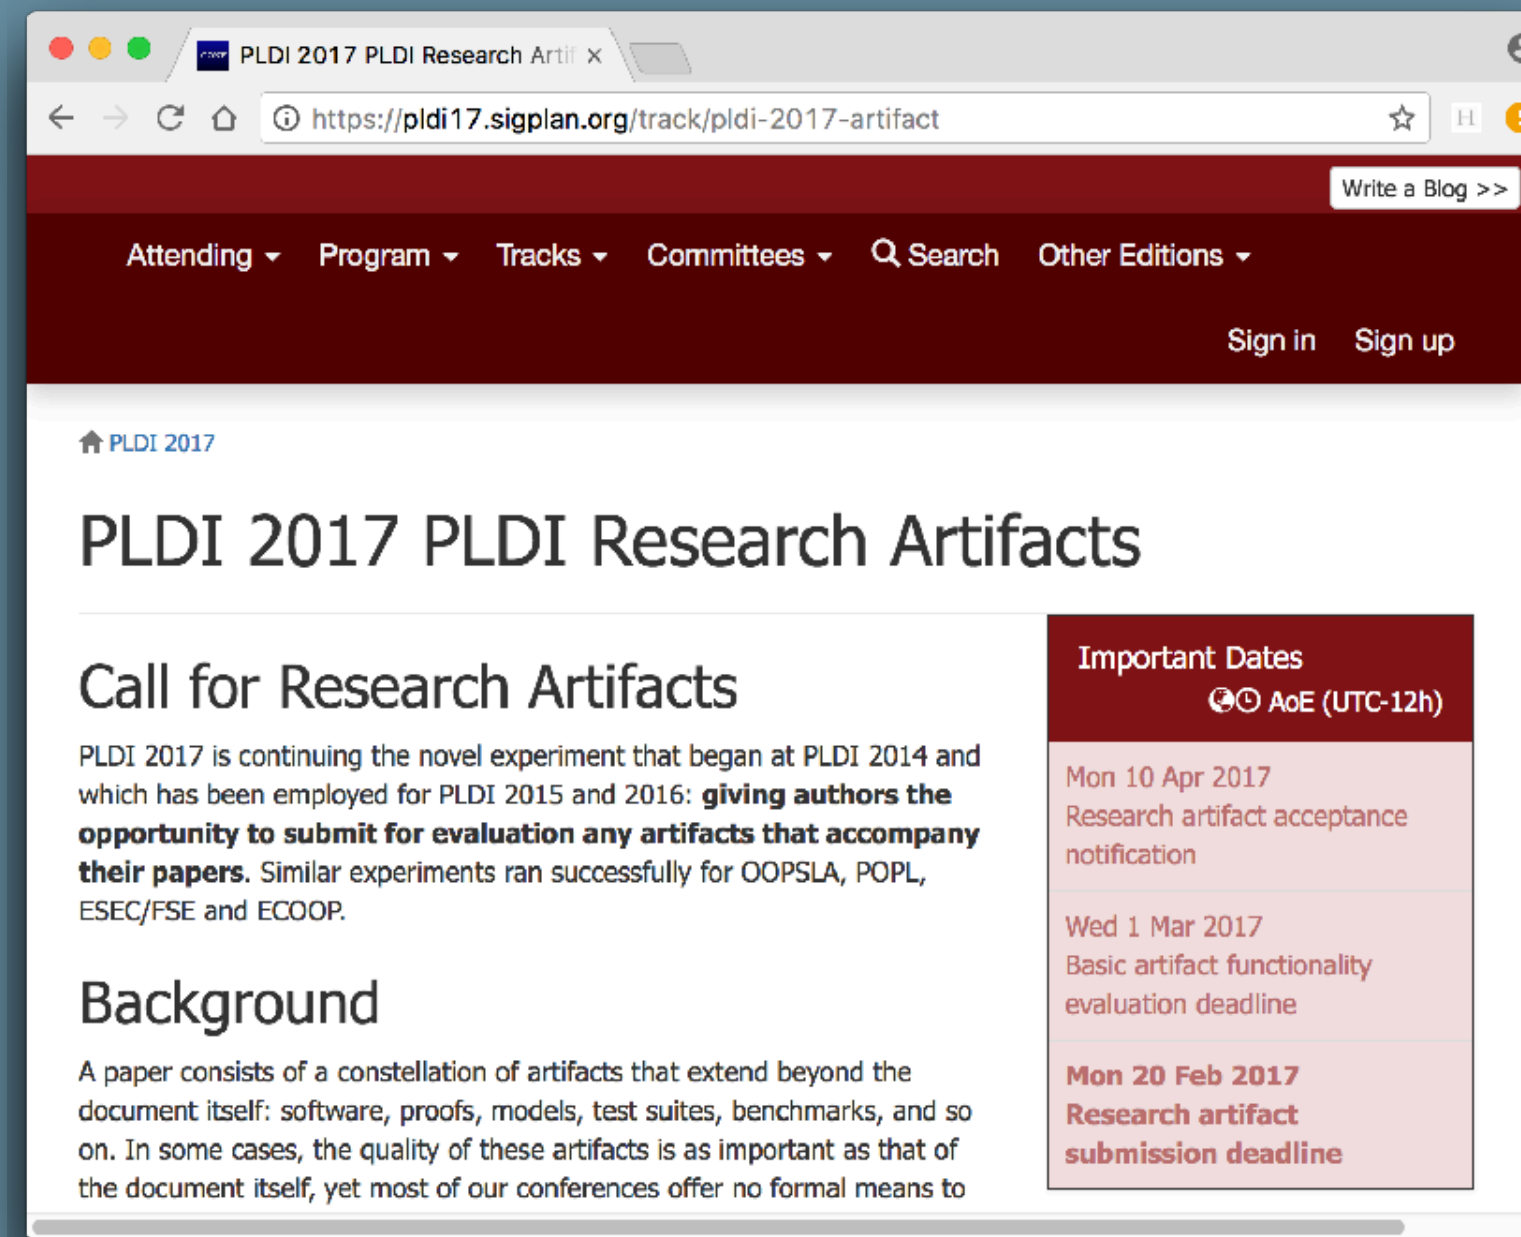 PLDI 2017 PLDI Research Artif
https://pldi17.sigplan.org/track/pldi-2017-artifact
Write a Blog >>
Attending Program Tracks Committees Search Other Editions
Sign in Sign up
PLDI 2017
PLDI 2017 PLDI Research Artifacts
Call for Research Artifacts
PLDI 2017 is continuing the novel experiment that began at PLDI 2014 and
which has been employed for PLDI 2015 and 2016: giving authors the
opportunity to submit for evaluation any artifacts that accompany
their papers. Similar experiments ran successfully for OOPSLA, POPL,
ESEC/FSE and ECOOP.
Background
A paper consists of a constellation of artifacts that extend beyond the
document itself: software, proofs, models, test suites, benchmarks, and so
on. In some cases, the quality of these artifacts is as important as that of
the document itself, yet most of our conferences offer no formal means to
Important Dates
AoE (UTC-12h)
Mon 10 Apr 2017
Research artifact acceptance
notification
Wed 1 Mar 2017
Basic artifact functionality
evaluation deadline
Mon 20 Feb 2017
Research artifact
submission deadline